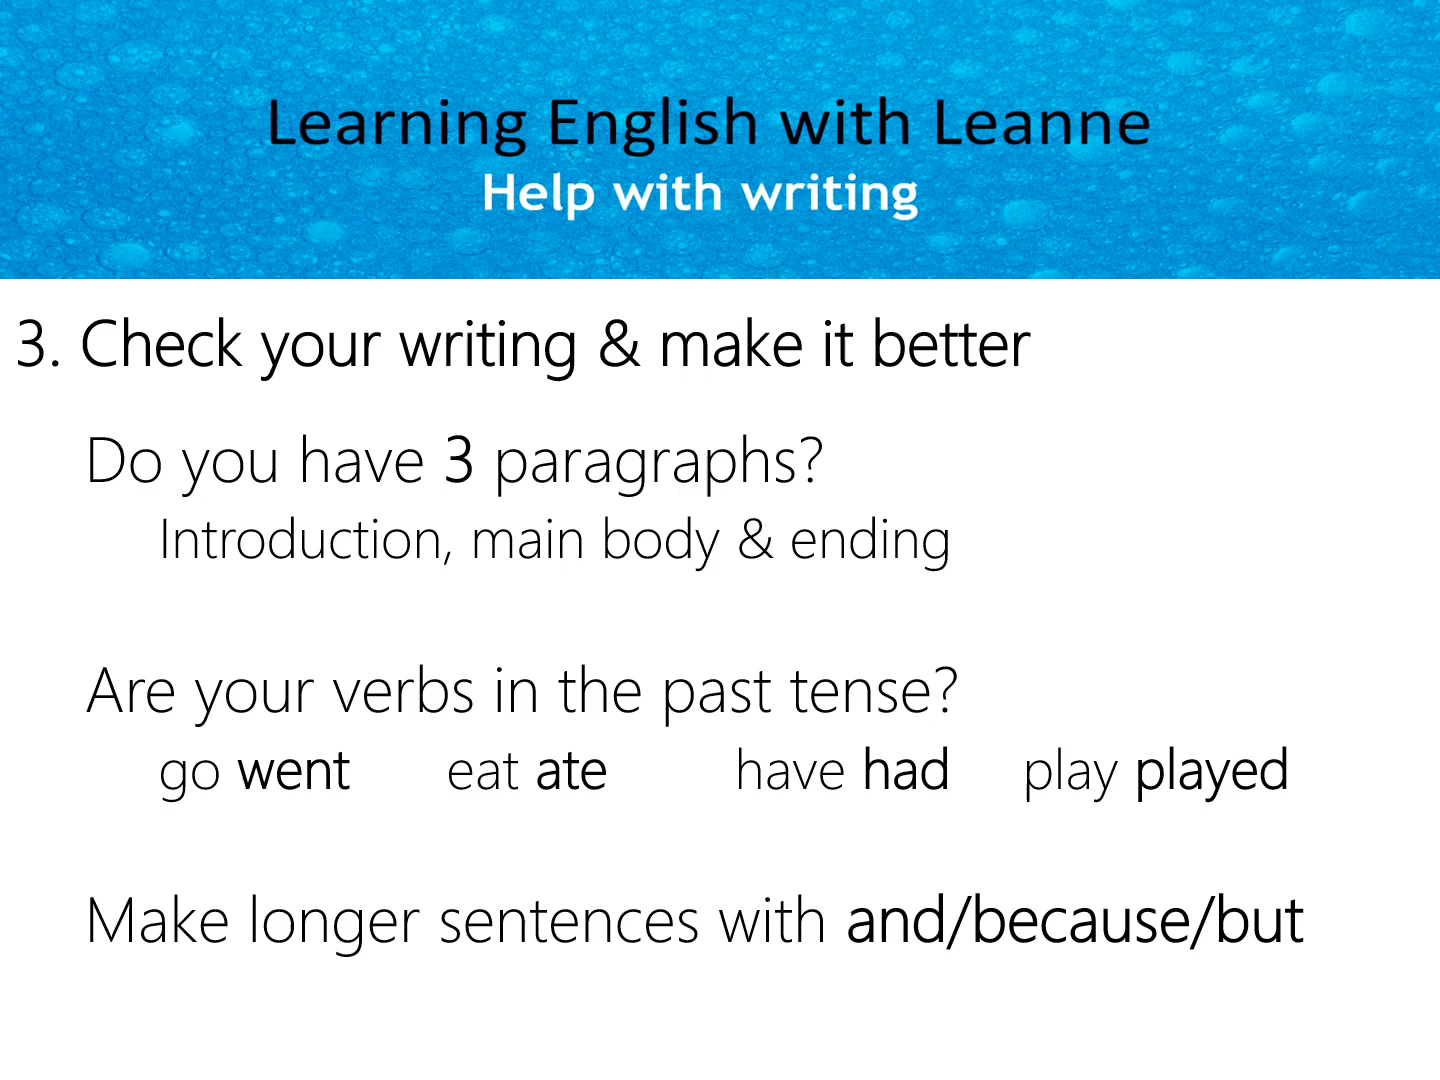 Learning English with Leanne
Help with writing
3. Check your writing & make it better
Do you have 3 paragraphs?
Introduction, main body & ending
Are your verbs in the past tense?
go went eat ate have had play played
Make longer sentences with and/because/but